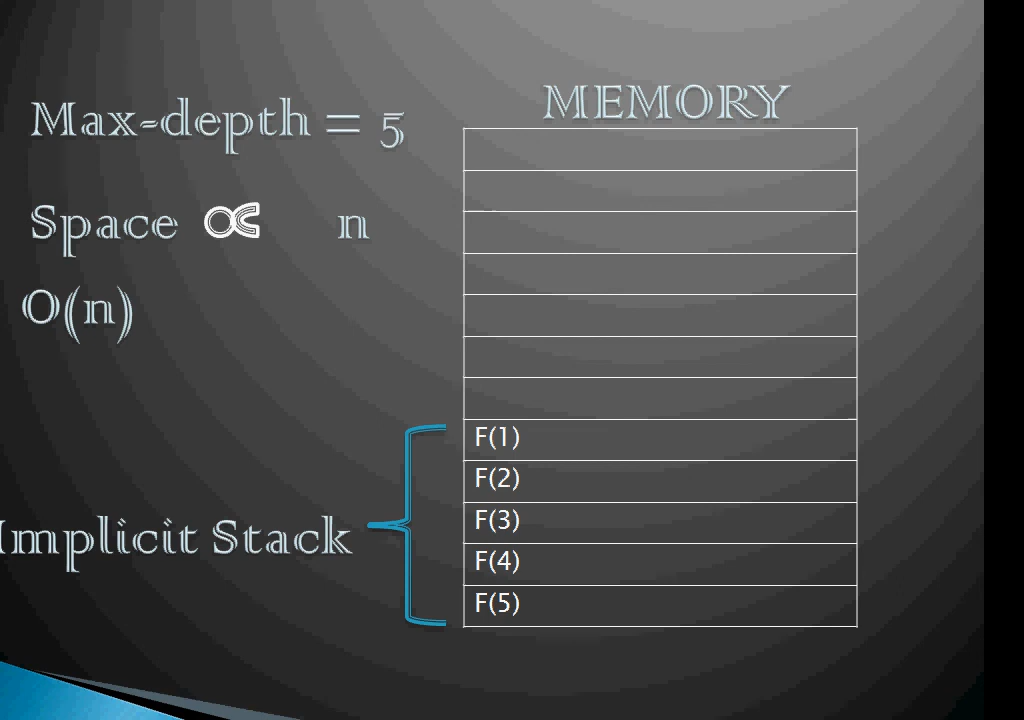 Max-depth = 5
Space ∝ n
O(n)
Implicit Stack
MEMORY
F(1)
F(2)
F(3)
F(4)
F(5)